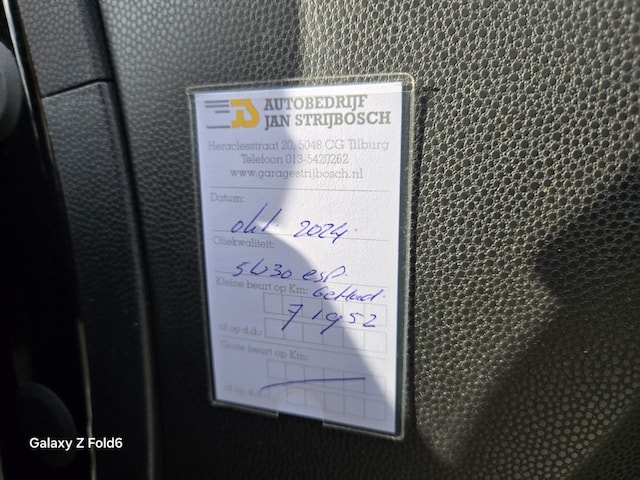 AUTOBEDRIJF
JAN STRIJBOSCH
Heraclesstraat 20, 5048 CG Tilburg
Telefoon 013-5420262
www.garagestrijbosch.nl
Datum:
okt. 2024.
Oliekwaliteit:
5W30 esp.
Kleine beurt op Km: Gehad.
71952
of op d.d.:
Grote beurt op Km:
of op d.d.:
Galaxy Z Fold6